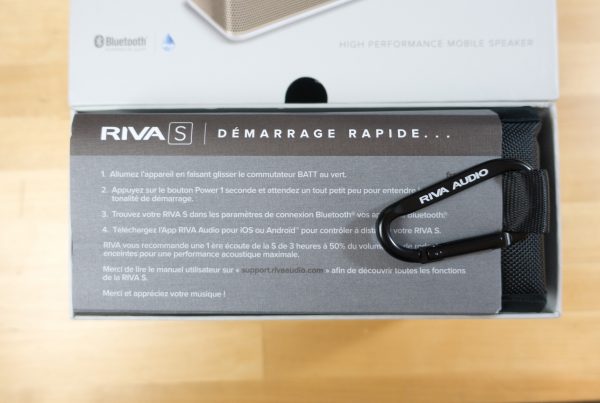 Bluetooth®
HIGH PERFORMANCE MOBILE SPEAKER
RIVA S | DÉMARRAGE RAPIDE...
1. Allumez l'appareil en faisant glisser le commutateur BATT au vert.
2. Appuyez sur le bouton Power 1 seconde et attendez un tout petit peu pour entendre
tonalité de démarrage.
3. Trouvez votre RIVA S dans les paramètres de connexion Bluetooth® vos Bluetooth®
4. Téléchargez l'App RIVA Audio pour iOS ou Android™ pour contrôler à votre RIVA S.
RIVA vous recommande une 1 ère écoute de la S de 3 heures à 50% du
enceintes pour une performance acoustique maximale.
Merci de lire le manuel utilisateur sur « support.rivaaudio.com » afin de découvrir toutes les fonctions
de la RIVA S.
Merci et appréciez votre musique !
RIVA AUDIO